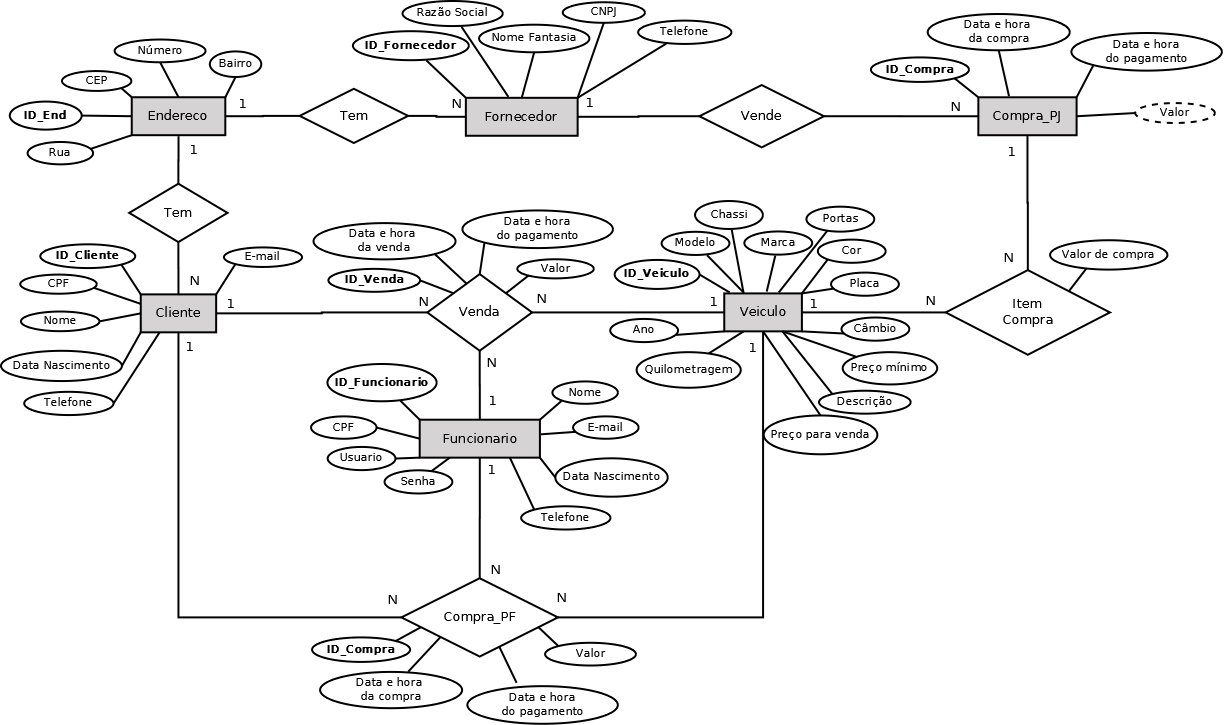 Razão Social
CNPJ
ID_Fornecedor
Nome Fantasia
Telefone
Data e hora
da compra
Data e hora
do pagamento
ID_Compra
Número
Bairro
CEP
ID_End
Endereco
Rua
1
Tem
N
Fornecedor
1
Vende
N
Compra_PJ
Valor
1
1
Tem
N
ID_Cliente
E-mail
CPF
Nome
Cliente
Data Nascimento
Telefone
1
1
Data e hora
da venda
Data e hora
do pagamento
ID_Venda
Valor
N
Venda
N
N
Chassi
Portas
Modelo
Marca
Cor
ID_Veiculo
Placa
1
Veiculo
1
Ano
Câmbio
Quilometragem
1
Preço mínimo
Descrição
Preço para venda
N
N
Item
Compra
Valor de compra
1
ID_Funcionario
Nome
CPF
Funcionario
E-mail
Usuario
Senha
1
Data Nascimento
Telefone
N
N
N
Compra_PF
ID_Compra
Valor
Data e hora
da compra
Data e hora
do pagamento